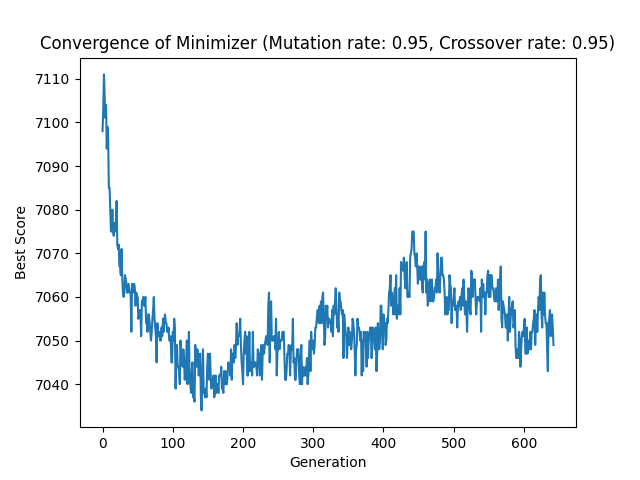 Convergence of Minimizer (Mutation rate: 0.95, Crossover rate: 0.95)
7110
7100
7090
7080
7070
7060
7050
7040
Best Score
0 100 200 300 400 500 600
Generation